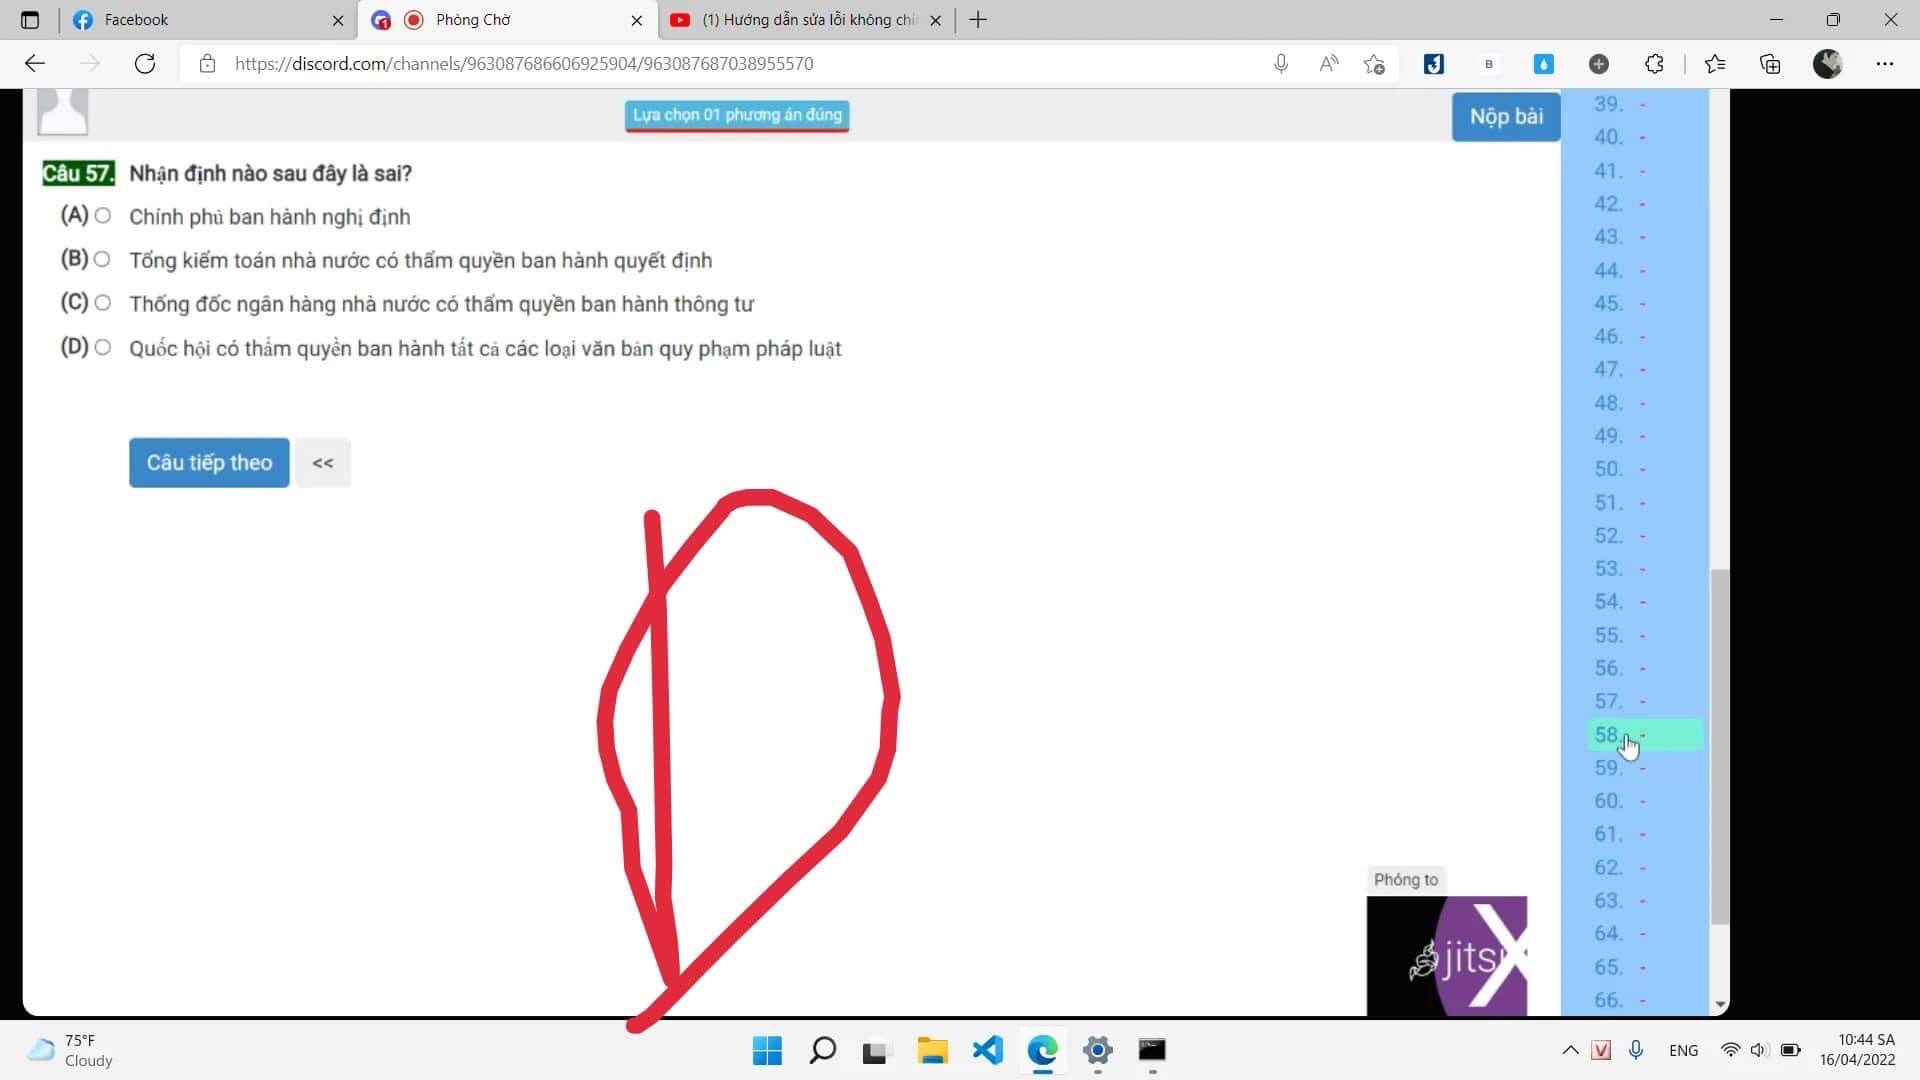 Facebook
Phòng Chờ
(1) Hướng dẫn sửa lỗi không chỉ
https://discord.com/channels/963087686606925904/963087687038955570
B
Lựa chọn 01 phương án đúng
Nộp bài
Câu 57. Nhận định nào sau đây là sai?
(A) Chính phủ ban hành nghị định
(B) Tổng kiểm toán nhà nước có thẩm quyền ban hành quyết định
(C) Thống đốc ngân hàng nhà nước có thẩm quyền ban hành thông tư
(D) Quốc hội có thẩm quyền ban hành tất cả các loại văn bản quy phạm pháp luật
Câu tiếp theo <<
D
39. -
40. -
41. -
42. -
43. -
44. -
45. -
46. -
47. -
48. -
49. -
50. -
51. -
52. -
53. -
54. -
55. -
56. -
57. -
58. -
59. -
60. -
61. -
62. -
63. -
64. -
65. -
66. -
Phóng to
jitsi
X
75°F
Cloudy
ENG
10:44 SA
16/04/2022